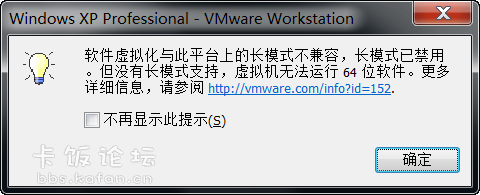 Windows XP Professional - VMware Workstation
软件虚拟化与此平台上的长模式不兼容，长模式已禁用
。但没有长模式支持，虚拟机无法运行 64 位软件。更多
详细信息，请参阅 http://vmware.com/info?id=152.
不再显示此提示(S)
确定
卡饭论坛
bbs.kafan.cn